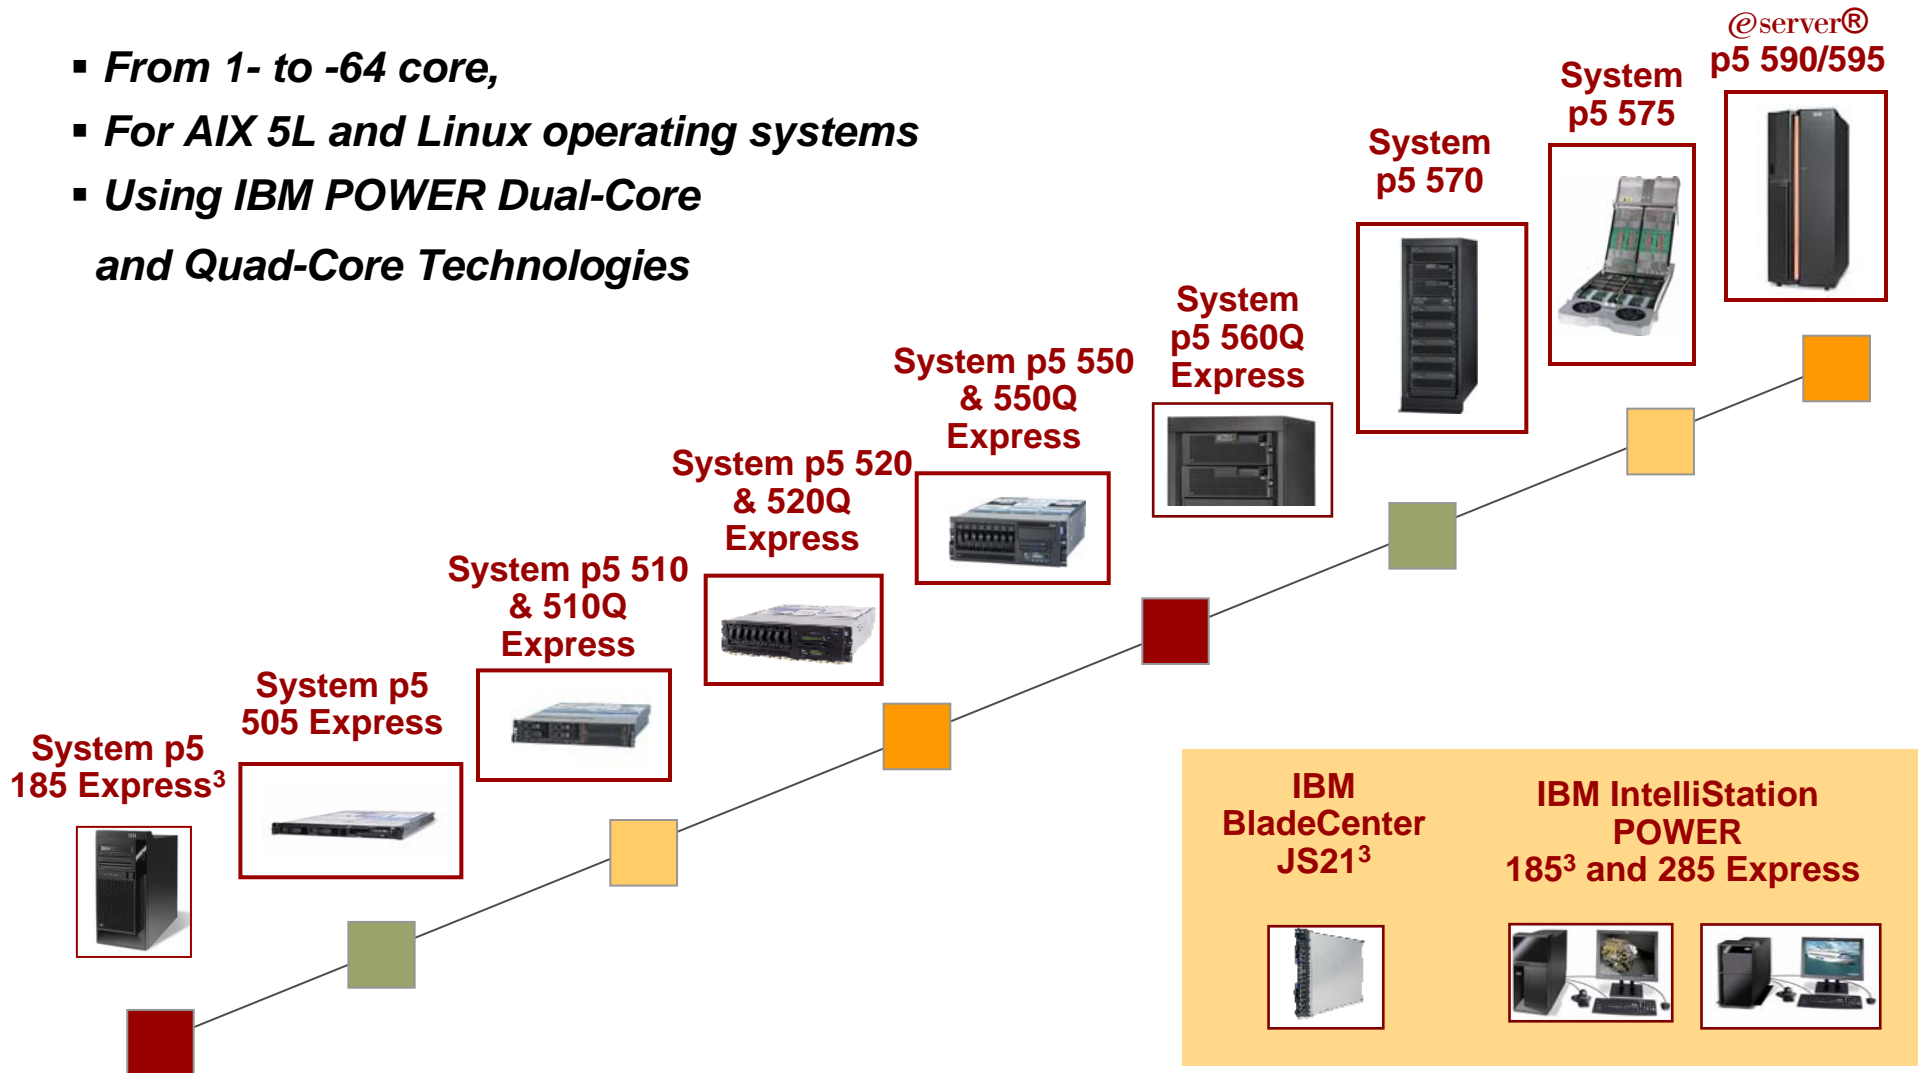 ▪ From 1- to -64 core,
▪ For AIX 5L and Linux operating systems
▪ Using IBM POWER Dual-Core
and Quad-Core Technologies
System p5
185 Express³
System p5
505 Express
System p5 510
& 510Q
Express
System p5 520
& 520Q
Express
System p5 550
& 550Q
Express
System
p5 560Q
Express
System
p5 570
System
p5 575
eserver®
p5 590/595
IBM
BladeCenter
JS21³
IBM IntelliStation
POWER
185³ and 285 Express